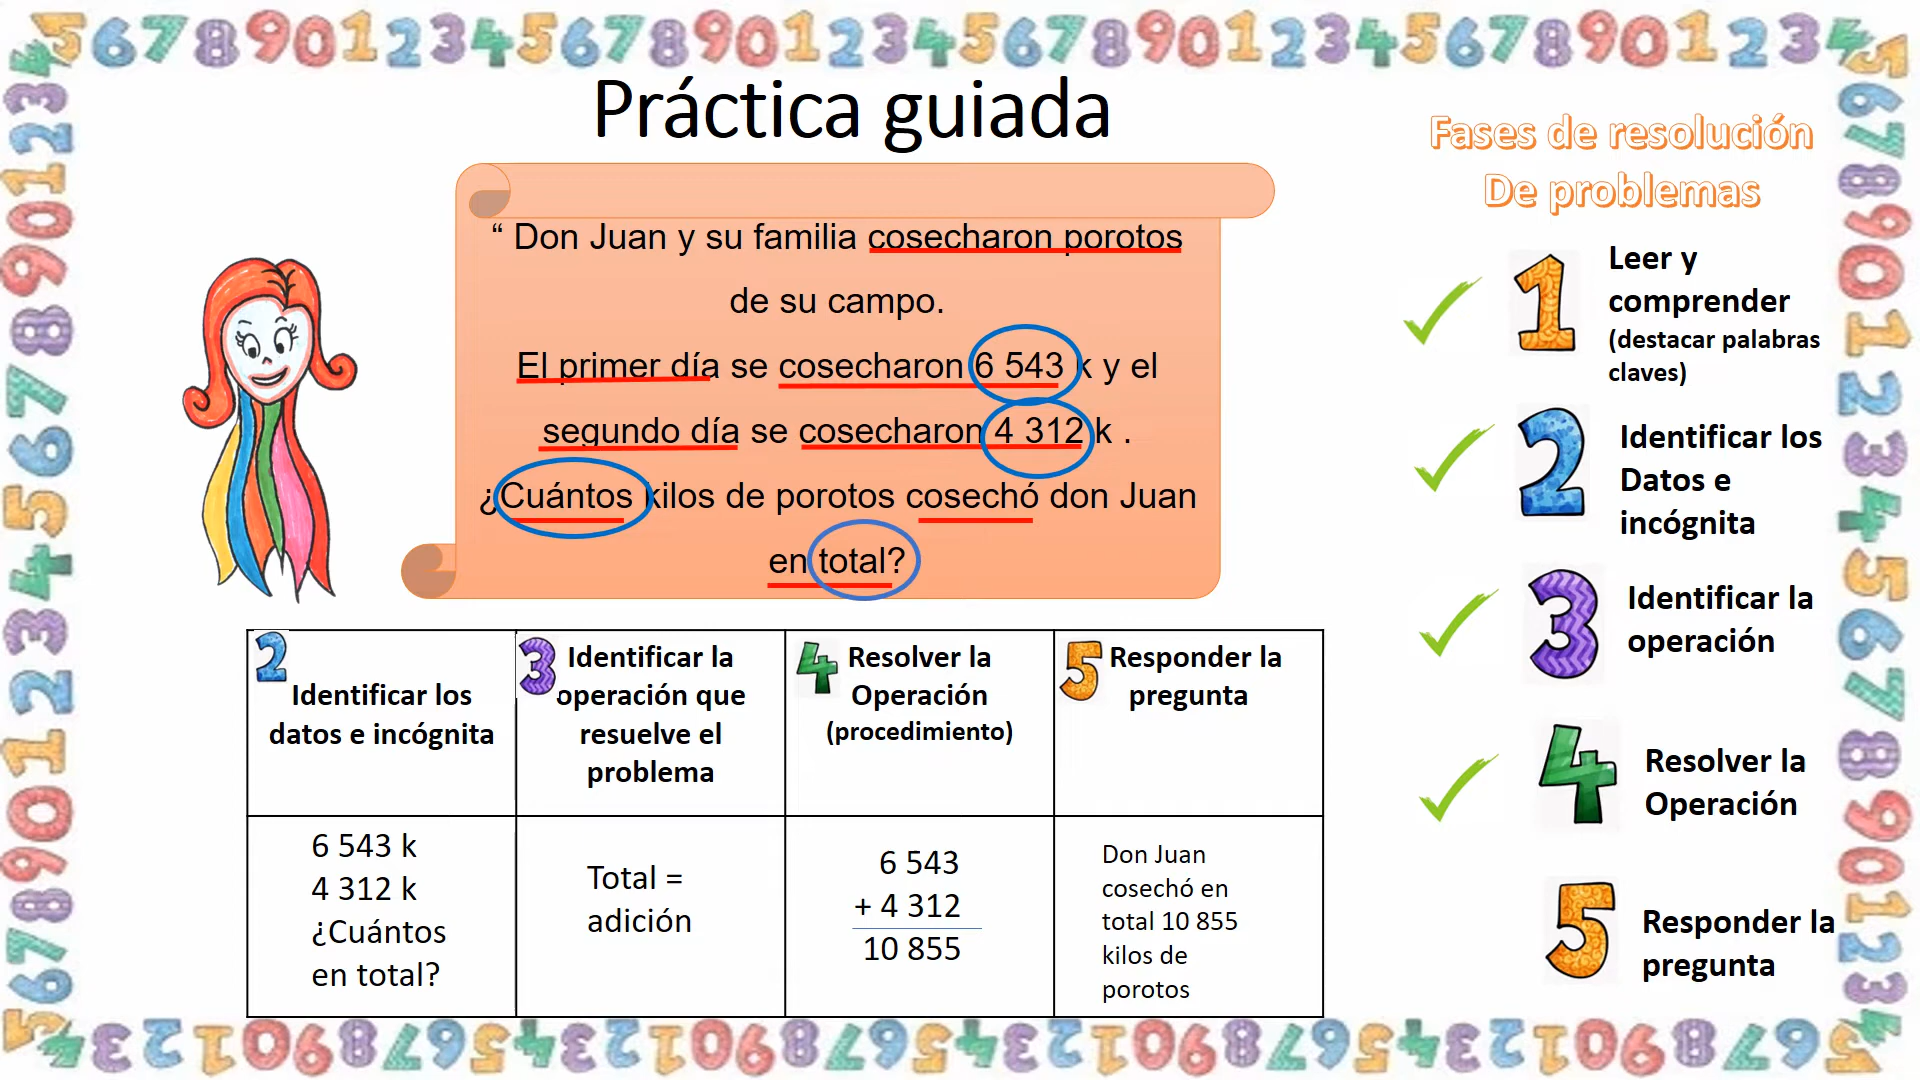 Práctica guiada
“ Don Juan y su familia cosecharon porotos
de su campo.
El primer día se cosecharon 6 543 k y el
segundo día se cosecharon 4 312 k .
¿Cuántos kilos de porotos cosechó don Juan
en total?
Fases de resolución
De problemas
1 Leer y
comprender
(destacar palabras
claves)
2 Identificar los
Datos e
incógnita
3 Identificar la
operación
4 Resolver la
Operación
5 Responder la
pregunta
2
Identificar los
datos e incógnita
3 Identificar la
operación que
resuelve el
problema
4 Resolver la
Operación
(procedimiento)
5 Responder la
pregunta
6 543 k
4 312 k
¿Cuántos
en total?
Total =
adición
6 543
+ 4 312
10 855
Don Juan
cosechó en
total 10 855
kilos de
porotos